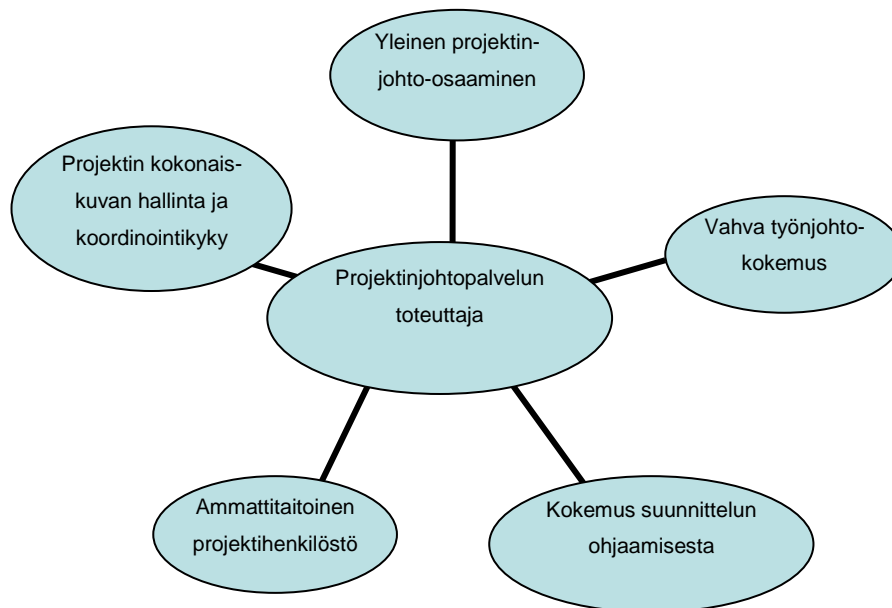 Yleinen projektin-
johto-osaaminen
Projektin kokonais-
kuvan hallinta ja
koordinointikyky
Vahva työnjohto-
kokemus
Projektinjohtopalvelun
toteuttaja
Ammattitaitoinen
projektihenkilöstö
Kokemus suunnittelun
ohjaamisesta